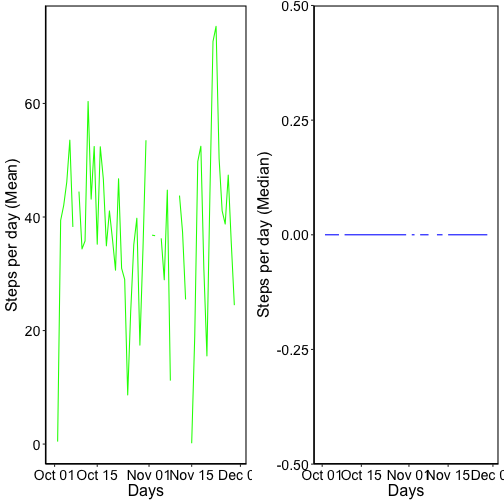 Steps per day (Mean)
60
40
20
0
Oct 01 Oct 15 Nov 01 Nov 15 Dec 0
Days
Steps per day (Median)
0.50
0.25
0.00
-0.25
-0.50
Oct 01 Oct 15 Nov 01 Nov 15 Dec 0
Days